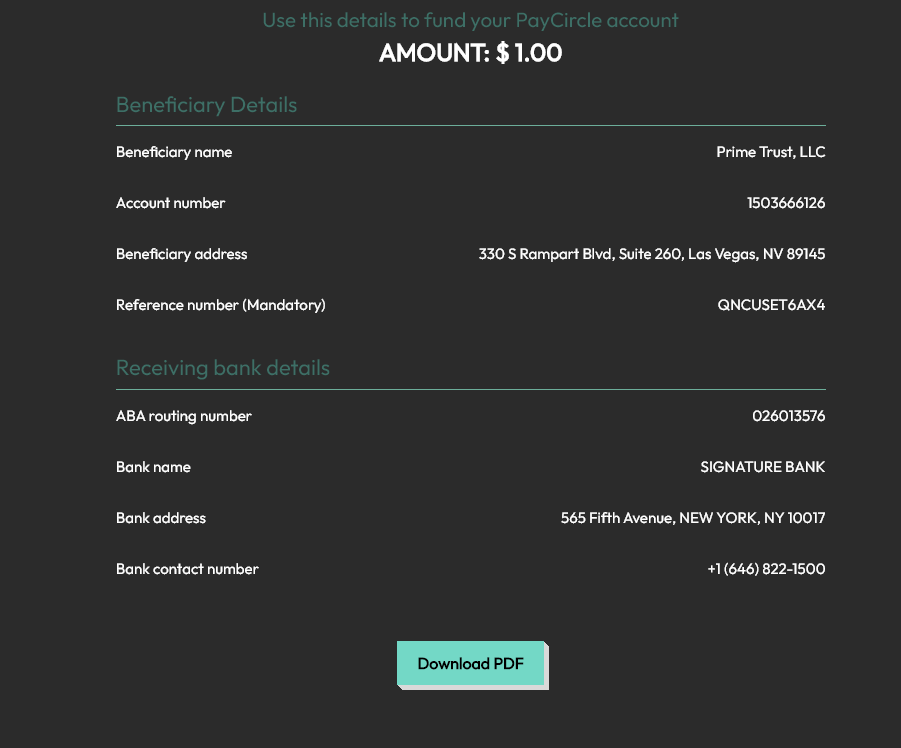 Use this details to fund your PayCircle account
AMOUNT: $ 1.00
Beneficiary Details
Beneficiary name Prime Trust, LLC
Account number 1503666126
Beneficiary address 330 S Rampart Blvd, Suite 260, Las Vegas, NV 89145
Reference number (Mandatory) QNCUSET6AX4
Receiving bank details
ABA routing number 026013576
Bank name SIGNATURE BANK
Bank address 565 Fifth Avenue, NEW YORK, NY 10017
Bank contact number +1 (646) 822-1500
Download PDF